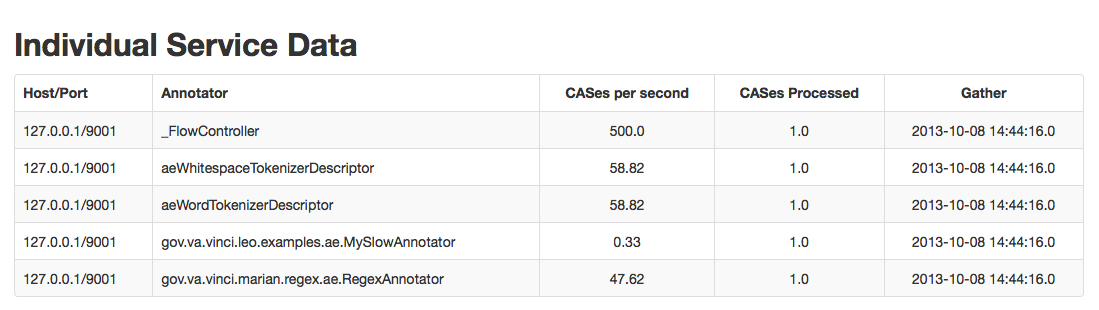 Individual Service Data
Host/Port Annotator CASes per second CASes Processed Gather
127.0.0.1/9001 _FlowController 500.0 1.0 2013-10-08 14:44:16.0
127.0.0.1/9001 aeWhitespaceTokenizerDescriptor 58.82 1.0 2013-10-08 14:44:16.0
127.0.0.1/9001 aeWordTokenizerDescriptor 58.82 1.0 2013-10-08 14:44:16.0
127.0.0.1/9001 gov.va.vinci.leo.examples.ae.MySlowAnnotator 0.33 1.0 2013-10-08 14:44:16.0
127.0.0.1/9001 gov.va.vinci.marian.regex.ae.RegexAnnotator 47.62 1.0 2013-10-08 14:44:16.0